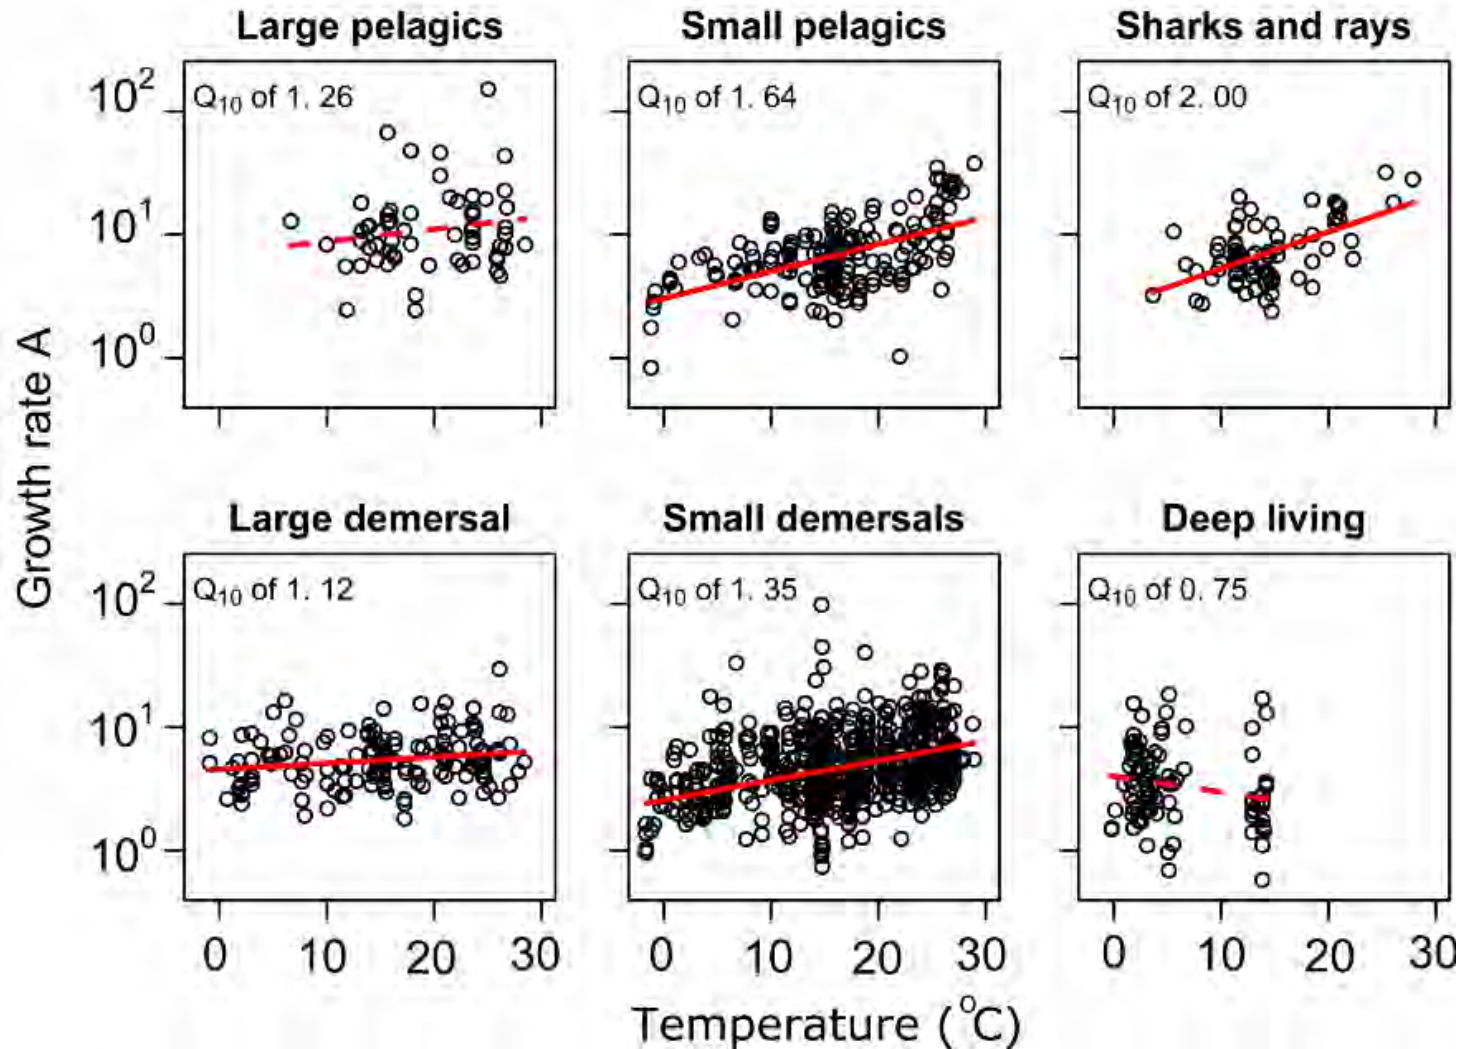 Large pelagics
Small pelagics
Sharks and rays
Q10 of 1.26
Q10 of 1.64
Q10 of 2.00
10²
10¹
10⁰
Growth rate A
Large demersal
Small demersals
Deep living
Q10 of 1.12
Q10 of 1.35
Q10 of 0.75
10²
10¹
10⁰
0 10 20 30
0 10 20 30
0 10 20 30
Temperature (°C)